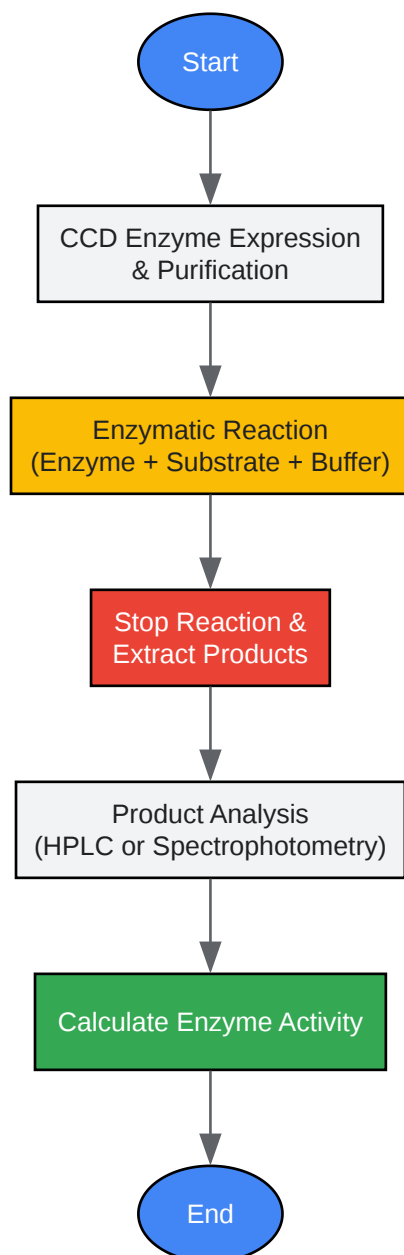 Start
CCD Enzyme Expression
& Purification
Enzymatic Reaction
(Enzyme + Substrate + Buffer)
Stop Reaction &
Extract Products
Product Analysis
(HPLC or Spectrophotometry)
Calculate Enzyme Activity
End